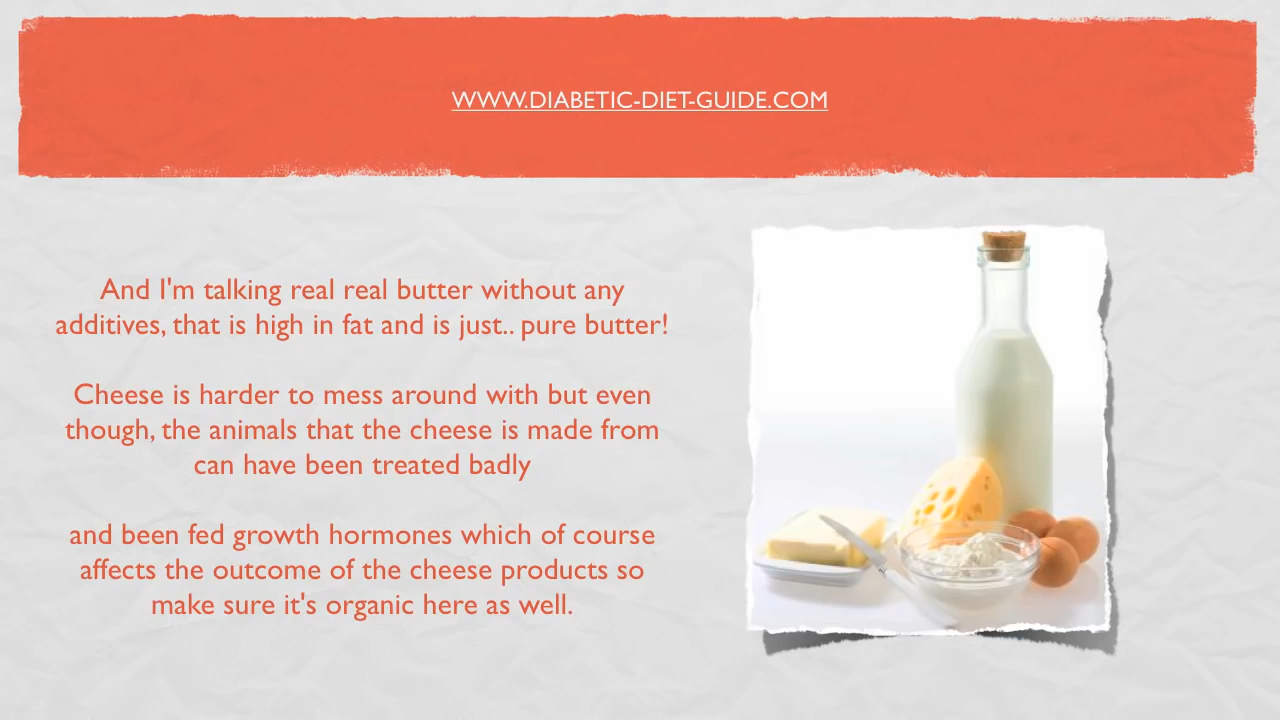 WWW.DIABETIC-DIET-GUIDE.COM
And I'm talking real real butter without any
additives, that is high in fat and is just.. pure butter!
Cheese is harder to mess around with but even
though, the animals that the cheese is made from
can have been treated badly
and been fed growth hormones which of course
affects the outcome of the cheese products so
make sure it's organic here as well.